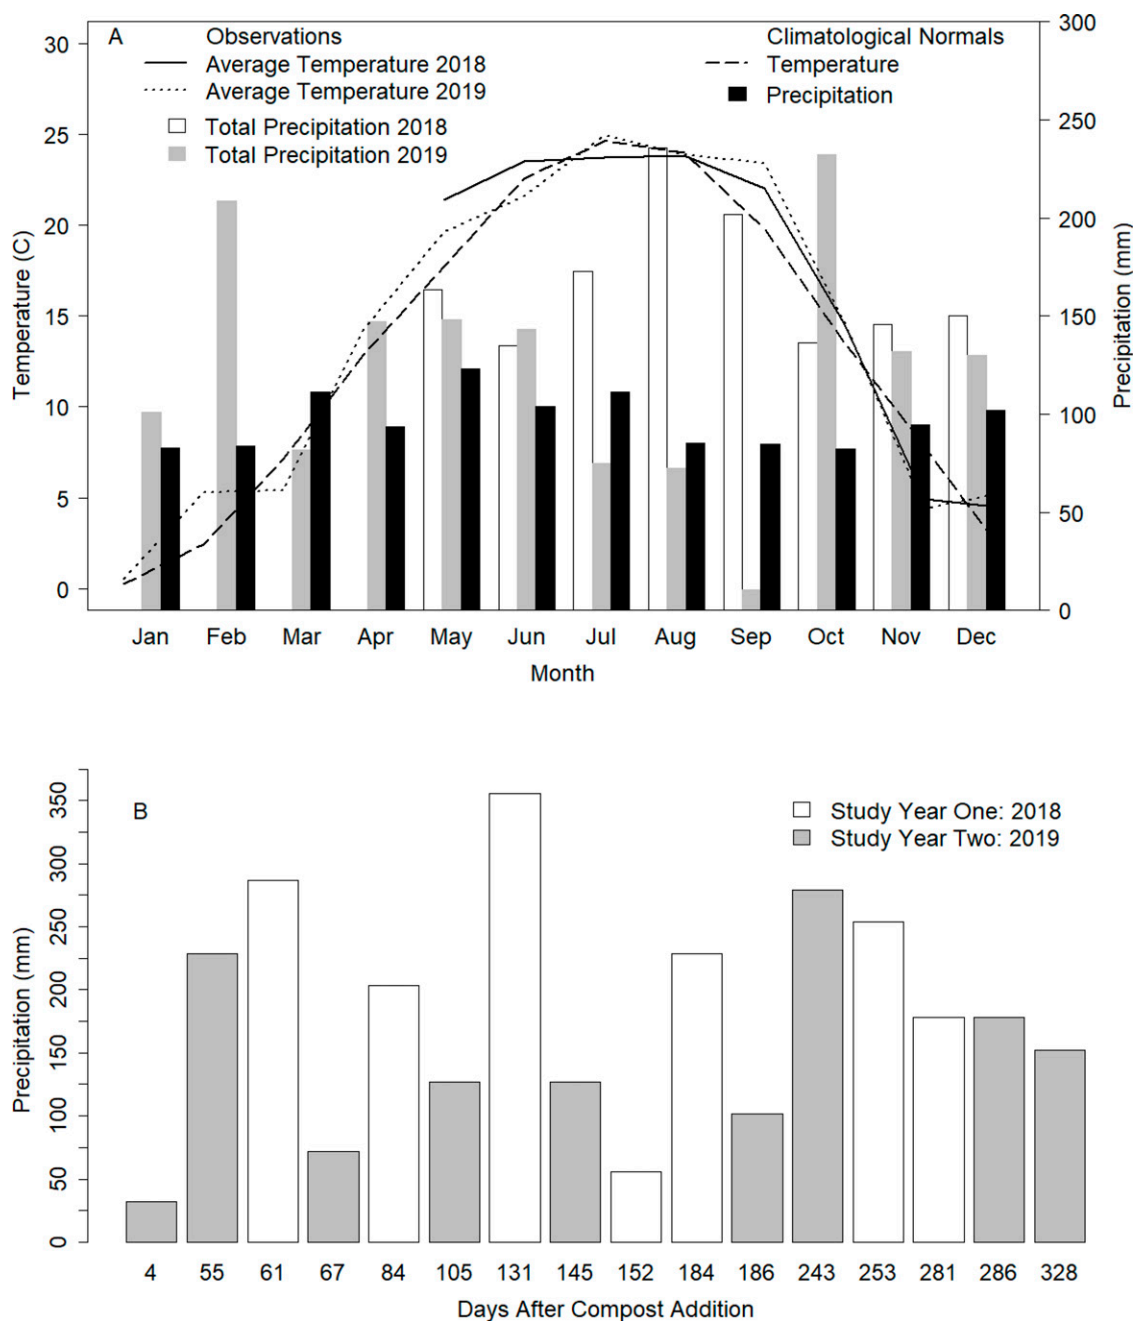 A
Observations
Average Temperature 2018
Average Temperature 2019
Total Precipitation 2018
Total Precipitation 2019
Climatological Normals
Temperature
Precipitation
Temperature (C)
30
25
20
15
10
5
0
Precipitation (mm)
300
250
200
150
100
50
0
Jan Feb Mar Apr May Jun Jul Aug Sep Oct Nov Dec
Month
B
Study Year One: 2018
Study Year Two: 2019
Precipitation (mm)
350
300
250
200
150
100
50
0
4 55 61 67 84 105 131 145 152 184 186 243 253 281 286 328
Days After Compost Addition